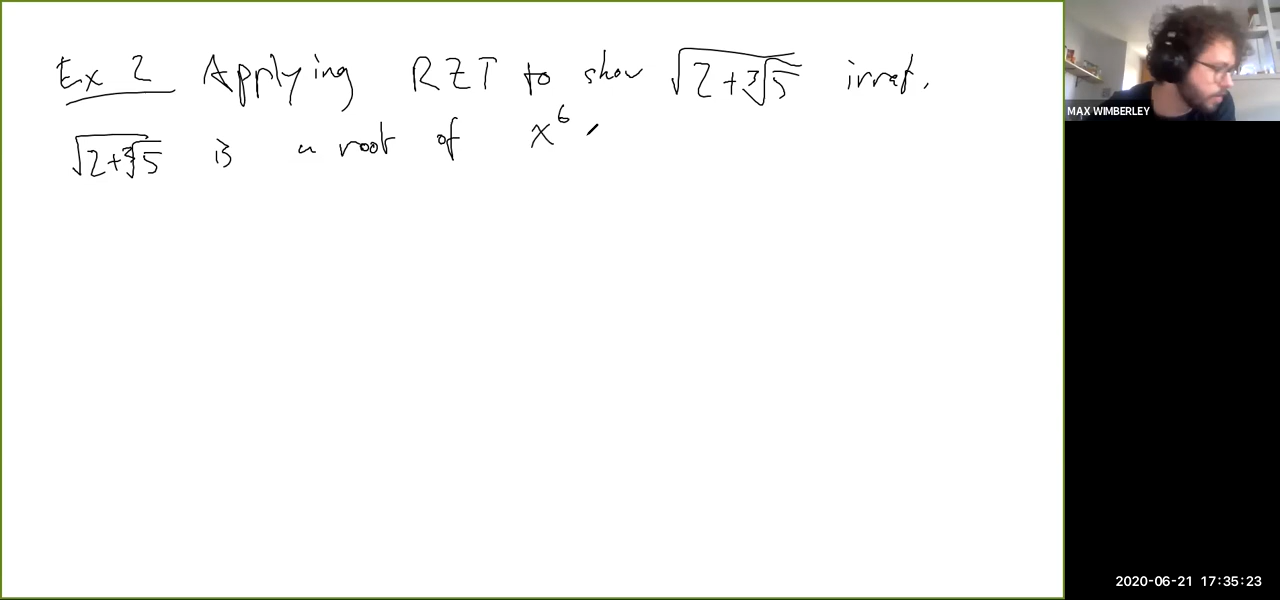 Ex 2 Applying RZT to show √(2+∛5) irrat.
√(2+∛5) is a root of x⁶
MAX WIMBERLEY
2020-06-21 17:35:23